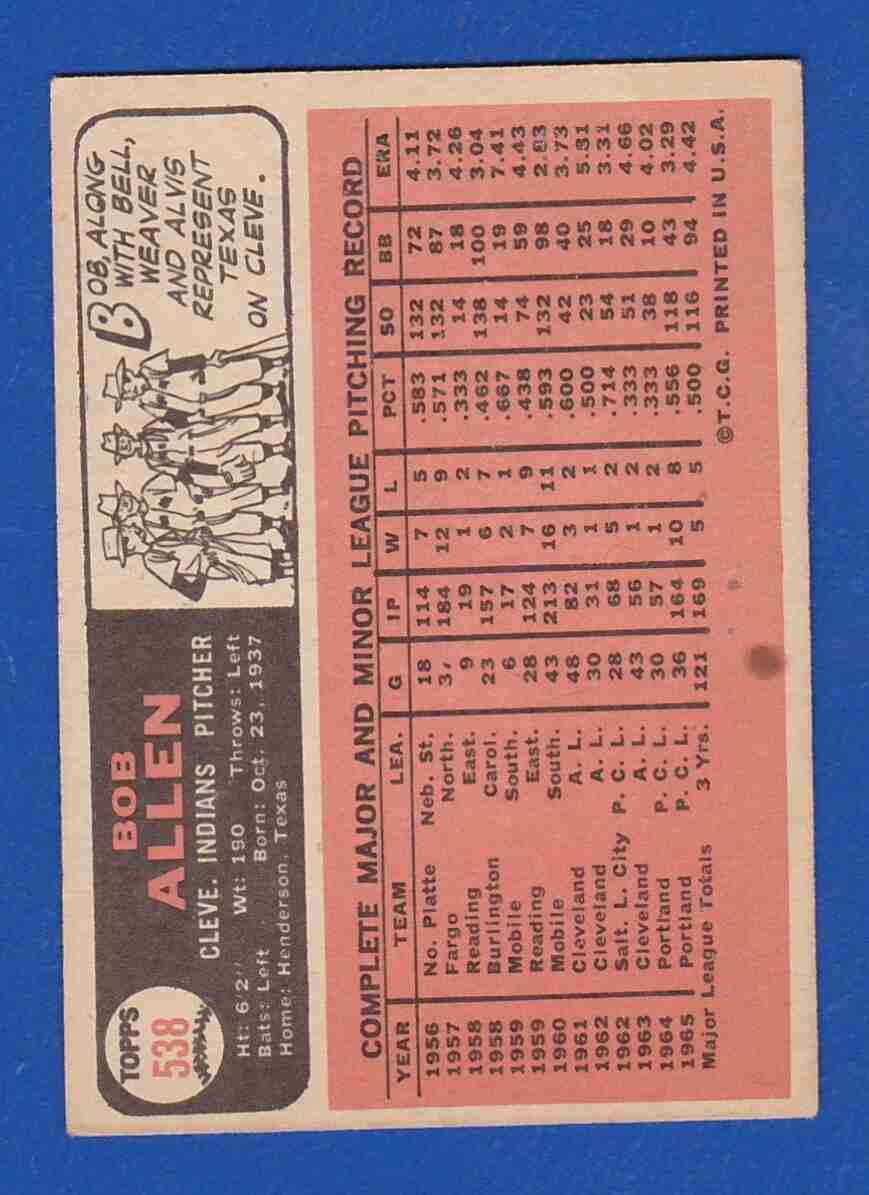 TOPPS
538
BOB
ALLEN
CLEVE. INDIANS PITCHER
Ht: 6'2" Wt: 190 Throws: Left
Bats: Left Born: Oct. 23, 1937
Home: Henderson, Texas
BOB, ALONG
WITH BELL,
WEAVER
AND ALVIS
REPRESENT
TEXAS
ON CLEVE.
COMPLETE MAJOR AND MINOR LEAGUE PITCHING RECORD
YEAR TEAM LEA. G IP W L PCT SO BB ERA
1956 No. Platte Neb. St. 18 114 7 5 .583 132 72 4.11
1957 Fargo North. 184 12 9 .571 132 87 3.72
1958 Reading East. 9 19 1 2 .333 14 18 4.26
1958 Burlington Carol. 23 157 6 7 .462 138 100 3.04
1959 Mobile South. 6 17 2 1 .667 14 19 7.41
1959 Reading East. 28 124 7 9 .438 74 59 4.43
1960 Mobile South. 43 213 16 11 .593 132 98 2.83
1961 Cleveland A. L. 48 82 3 2 .600 42 40 3.73
1962 Cleveland A. L. 30 31 1 1 .500 23 25 5.81
1962 Salt. L. City P. C. L. 28 68 5 2 .714 54 18 3.31
1963 Cleveland A. L. 43 56 1 2 .333 51 29 4.66
1964 Portland P. C. L. 30 57 1 2 .333 38 10 4.02
1965 Portland P. C. L. 36 164 10 8 .556 118 43 3.29
Major League Totals 3 Yrs. 121 169 5 5 .500 116 94 4.42
©T.C.G. PRINTED IN U.S.A.